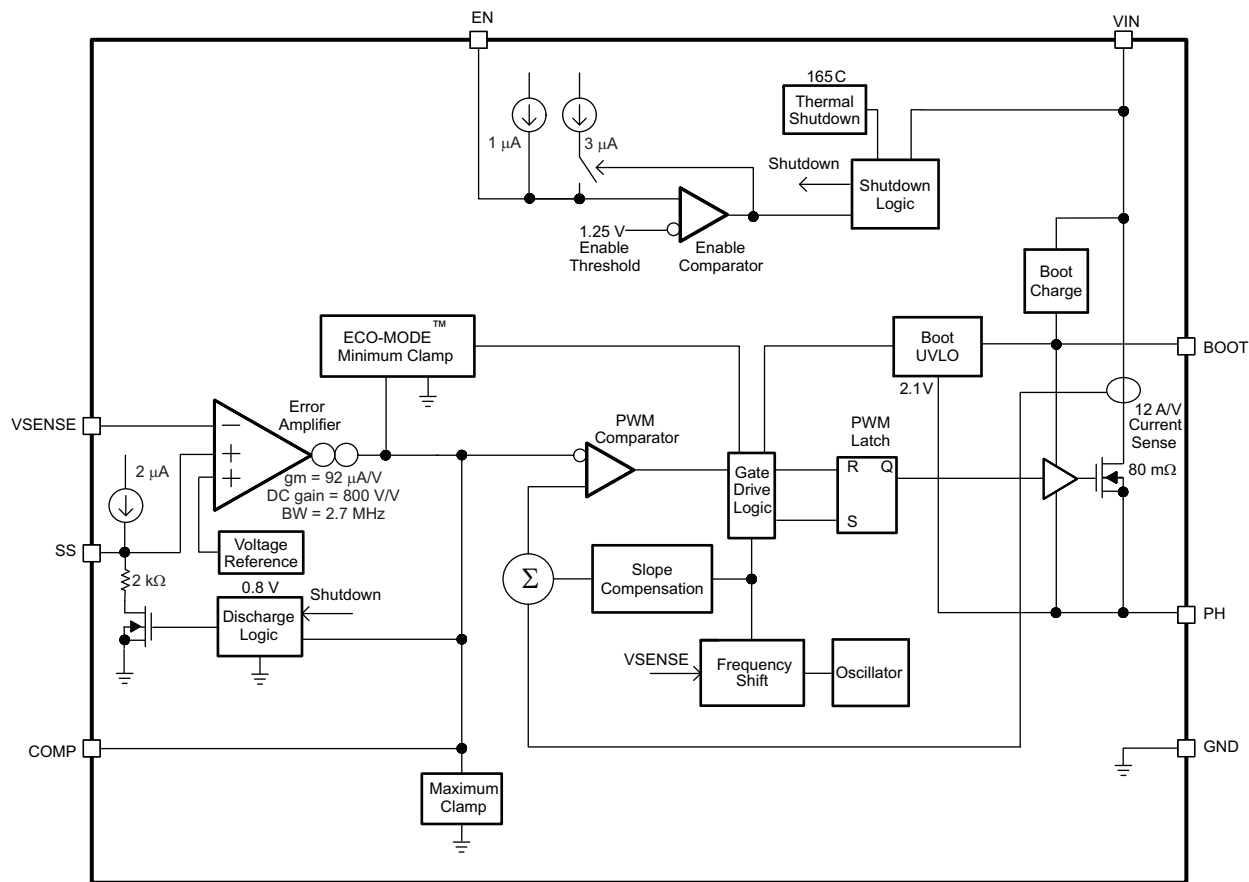 EN
VIN
165C
Thermal
Shutdown
1 μA
3 μA
Shutdown
Shutdown
Logic
1.25 V
Enable
Threshold
Enable
Comparator
Boot
Charge
ECO-MODE™
Minimum Clamp
Boot
UVLO
2.1V
BOOT
VSENSE
Error
Amplifier
gm = 92 μA/V
DC gain = 800 V/V
BW = 2.7 MHz
PWM
Comparator
Gate
Drive
Logic
PWM
Latch
R Q
S
12 A/V
Current
Sense
80 mΩ
2 μA
SS
Voltage
Reference
2 kΩ
0.8 V
Shutdown
Discharge
Logic
Σ
Slope
Compensation
PH
VSENSE
Frequency
Shift
Oscillator
COMP
GND
Maximum
Clamp